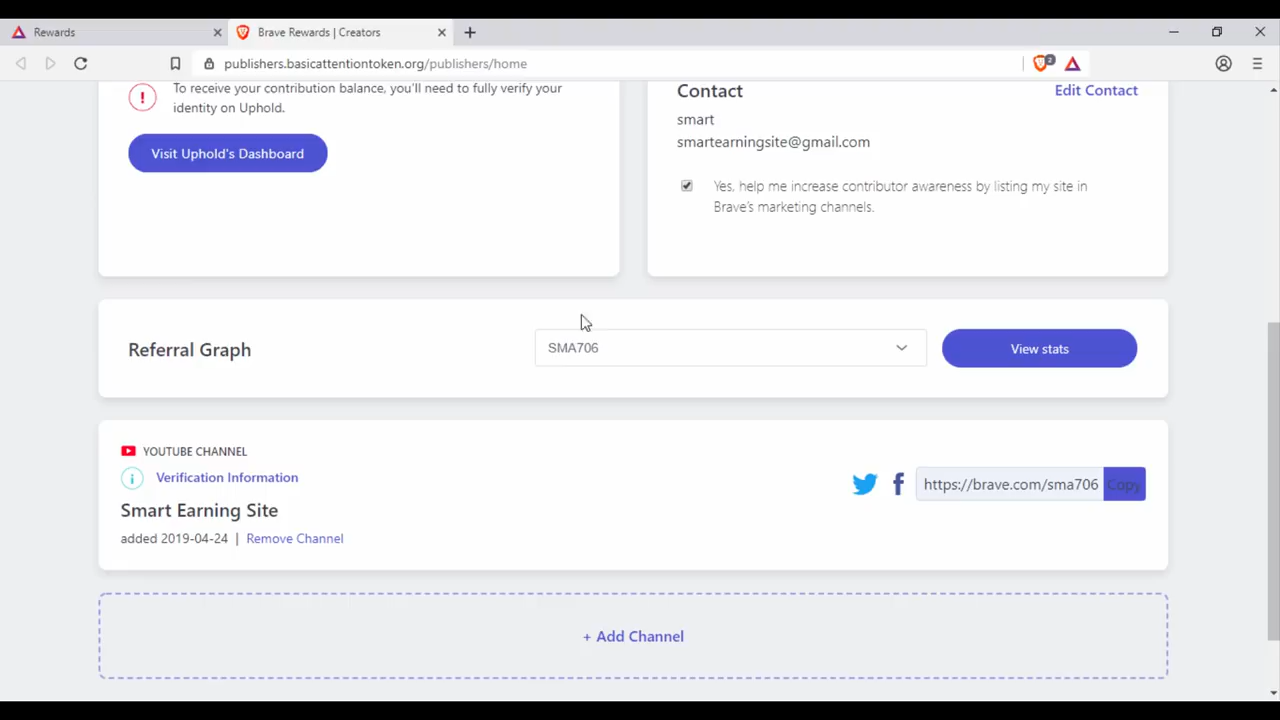 Rewards
Brave Rewards | Creators
publishers.basicattentiontoken.org/publishers/home
2
To receive your contribution balance, you'll need to fully verify your
identity on Uphold.
Visit Uphold's Dashboard
Contact
Edit Contact
smart
smartearningsite@gmail.com
Yes, help me increase contributor awareness by listing my site in
Brave's marketing channels.
Referral Graph
SMA706
View stats
YOUTUBE CHANNEL
Verification Information
Smart Earning Site
added 2019-04-24 | Remove Channel
https://brave.com/sma706
Copy
+ Add Channel